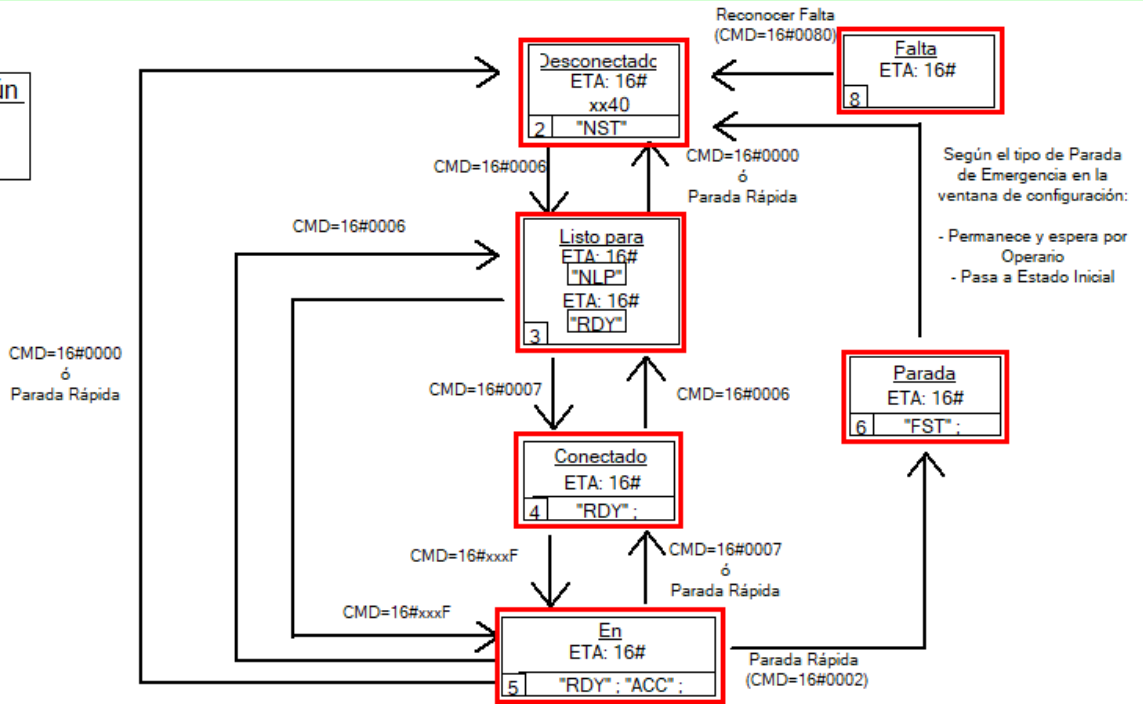 Reconocer Falta
(CMD=16#0080)
Falta
ETA: 16#
8
ETA: 16#
xx40
2 "NST"
CMD=16#0006
CMD=16#0000
ó
Parada Rápida
Según el tipo de Parada
de Emergencia en la
ventana de configuración:
- Permanece y espera por
Operario
- Pasa a Estado Inicial
CMD=16#0006
Listo para
ETA: 16#
"NLP"
ETA: 16#
"RDY"
3
CMD=16#0000
ó
Parada Rápida
CMD=16#0007
CMD=16#0006
Parada
ETA: 16#
6 "FST" ;
Conectado
ETA: 16#
4 "RDY" ;
CMD=16#xxxF
CMD=16#0007
ó
Parada Rápida
CMD=16#xxxF
En
ETA: 16#
5 "RDY" ; "ACC" ;
Parada Rápida
(CMD=16#0002)